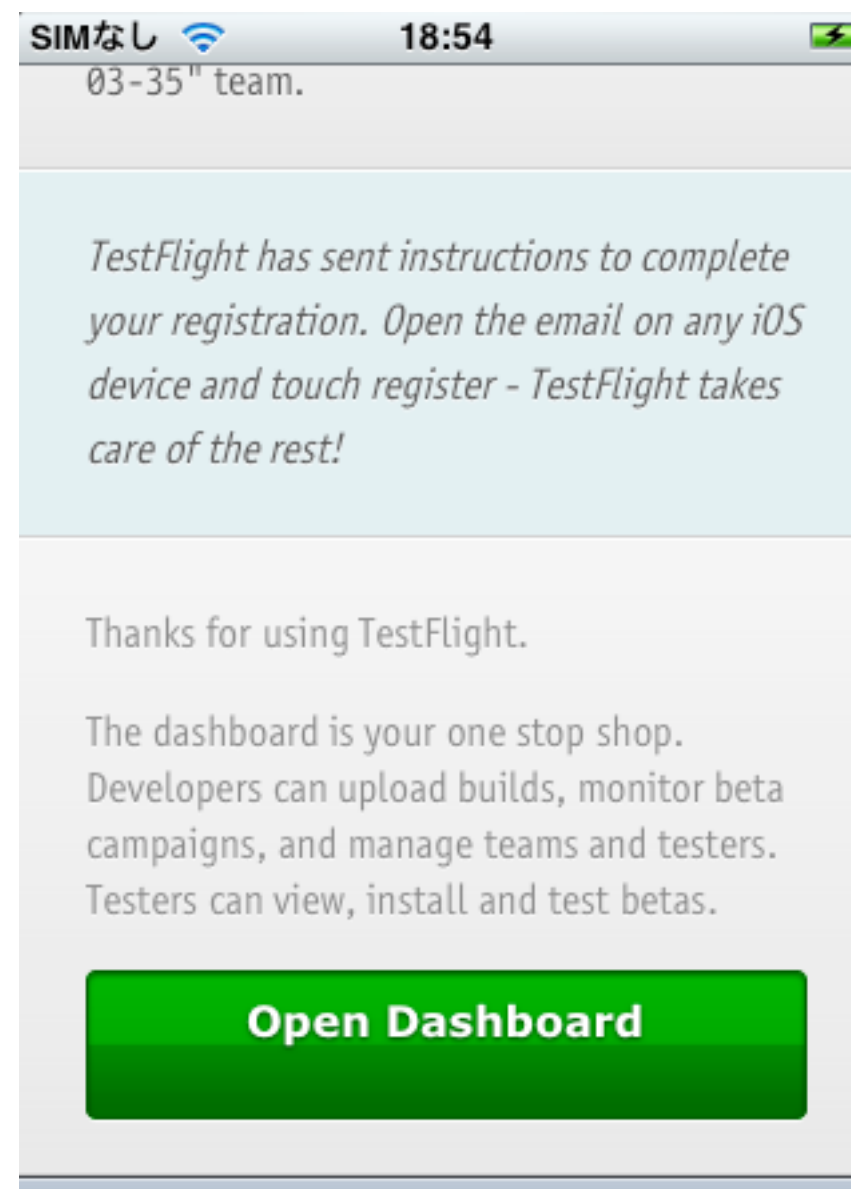 SIMなし 18:54
03-35" team.
TestFlight has sent instructions to complete
your registration. Open the email on any iOS
device and touch register - TestFlight takes
care of the rest!
Thanks for using TestFlight.
The dashboard is your one stop shop.
Developers can upload builds, monitor beta
campaigns, and manage teams and testers.
Testers can view, install and test betas.
Open Dashboard